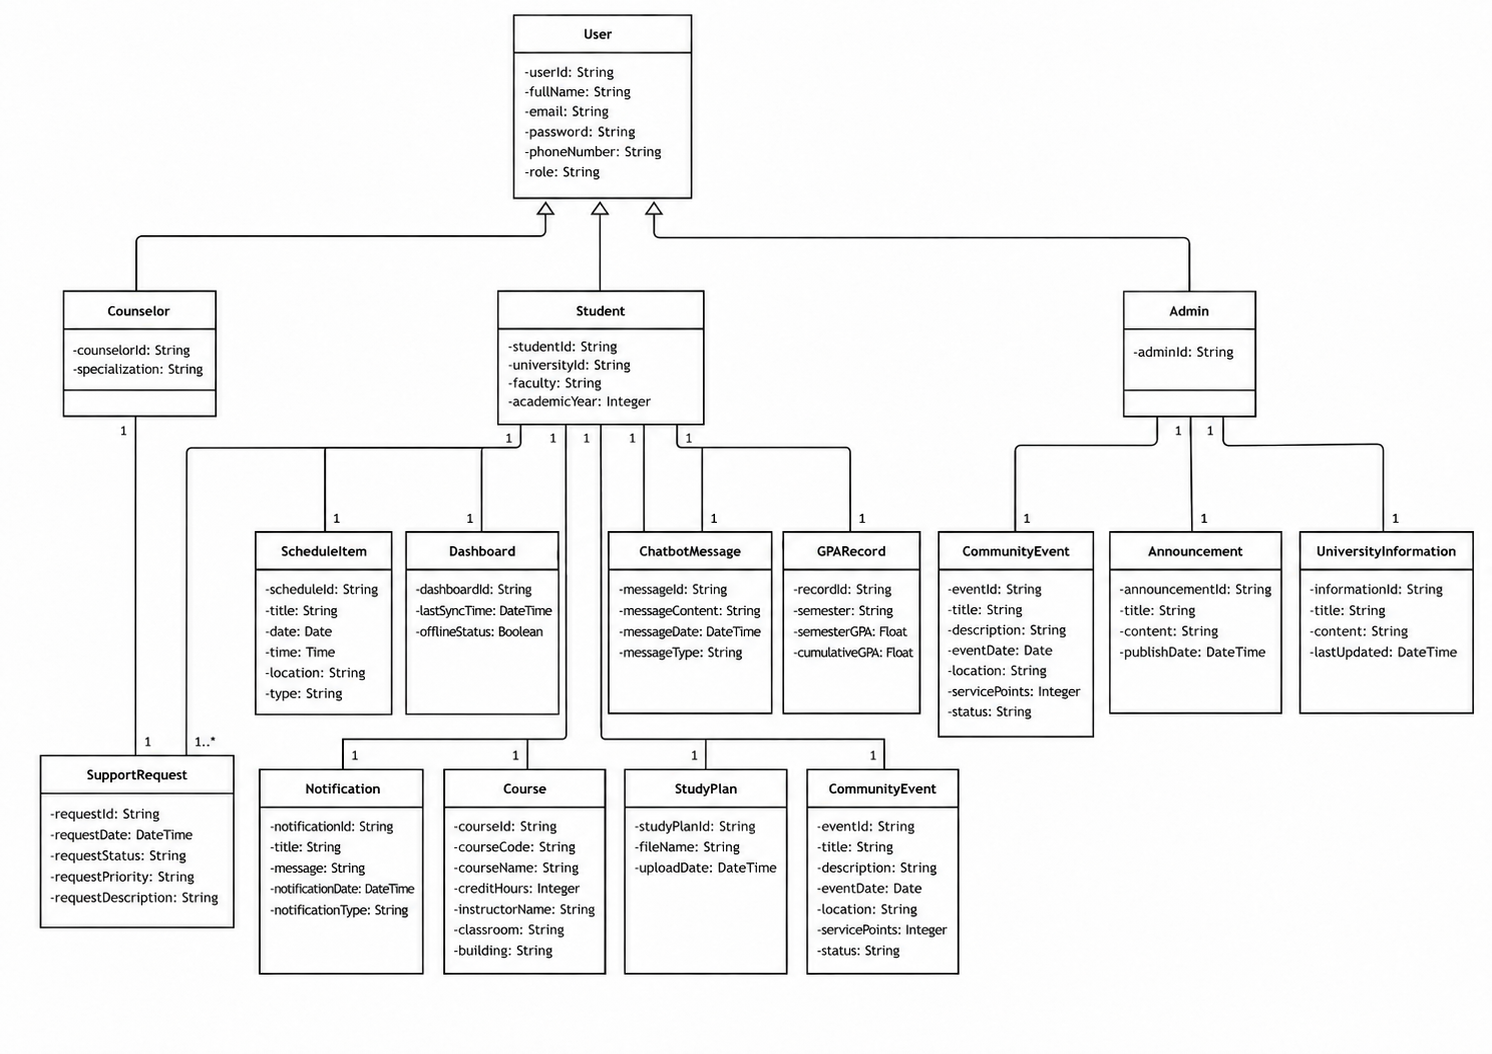 User
-userId: String
-fullName: String
-email: String
-password: String
-phoneNumber: String
-role: String
Counselor
-counselorId: String
-specialization: String
Student
-studentId: String
-universityId: String
-faculty: String
-academicYear: Integer
Admin
-adminId: String
1
1
1
1
1
1
1
1
1
1
1
1
1
1
ScheduleItem
-scheduleId: String
-title: String
-date: Date
-time: Time
-location: String
-type: String
Dashboard
-dashboardId: String
-lastSyncTime: DateTime
-offlineStatus: Boolean
ChatbotMessage
-messageId: String
-messageContent: String
-messageDate: DateTime
-messageType: String
GPARecord
-recordId: String
-semester: String
-semesterGPA: Float
-cumulativeGPA: Float
CommunityEvent
-eventId: String
-title: String
-description: String
-eventDate: Date
-location: String
-servicePoints: Integer
-status: String
Announcement
-announcementId: String
-title: String
-content: String
-publishDate: DateTime
UniversityInformation
-informationId: String
-title: String
-content: String
-lastUpdated: DateTime
1
1..*
1
1
1
1
SupportRequest
-requestId: String
-requestDate: DateTime
-requestStatus: String
-requestPriority: String
-requestDescription: String
Notification
-notificationId: String
-title: String
-message: String
-notificationDate: DateTime
-notificationType: String
Course
-courseId: String
-courseCode: String
-courseName: String
-creditHours: Integer
-instructorName: String
-classroom: String
-building: String
StudyPlan
-studyPlanId: String
-fileName: String
-uploadDate: DateTime
CommunityEvent
-eventId: String
-title: String
-description: String
-eventDate: Date
-location: String
-servicePoints: Integer
-status: String